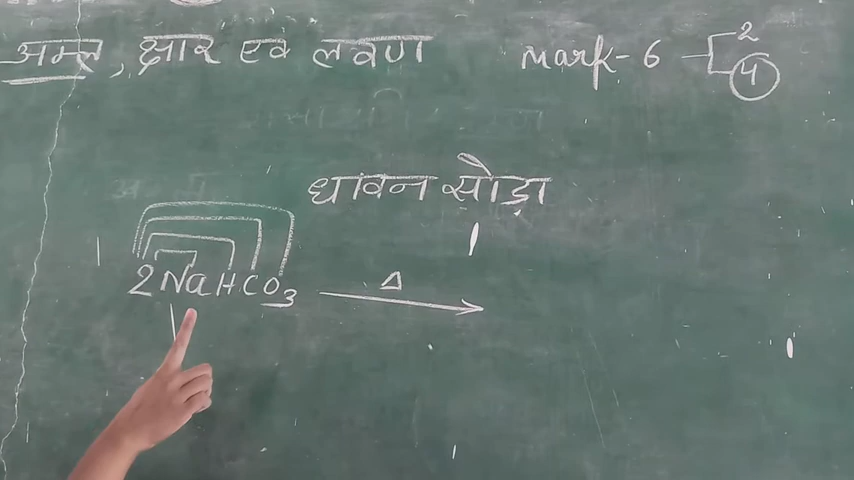 अम्ल, क्षार एवं लवण mark-6 2 4
धावन सोड़ा
2NaHCO3 Δ